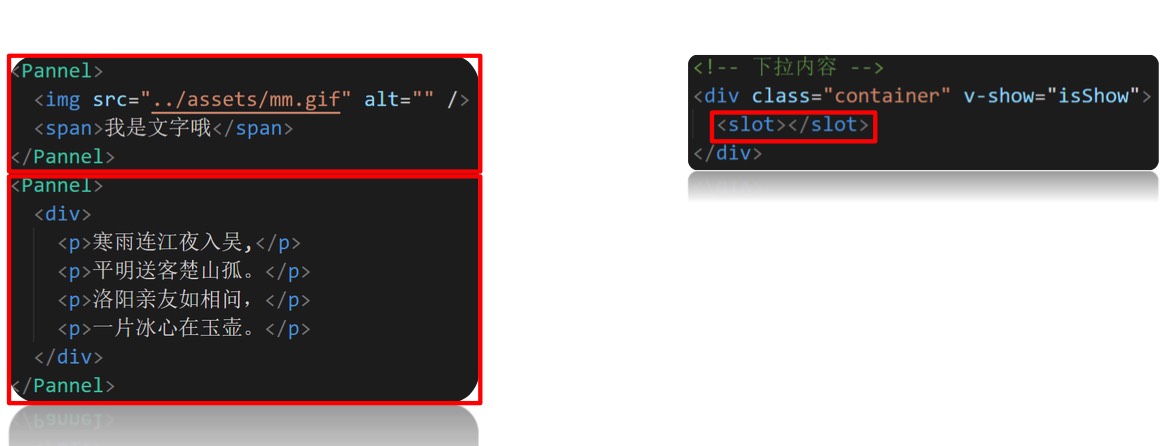 <Pannel>
<img src="../assets/mm.gif" alt="" />
<span>我是文字哦</span>
</Pannel>
<Pannel>
<div>
<p>寒雨连江夜入吴,</p>
<p>平明送客楚山孤。</p>
<p>洛阳亲友如相问，</p>
<p>一片冰心在玉壶。</p>
</div>
</Pannel>
<!-- 下拉内容 -->
<div class="container" v-show="isShow">
<slot></slot>
</div>